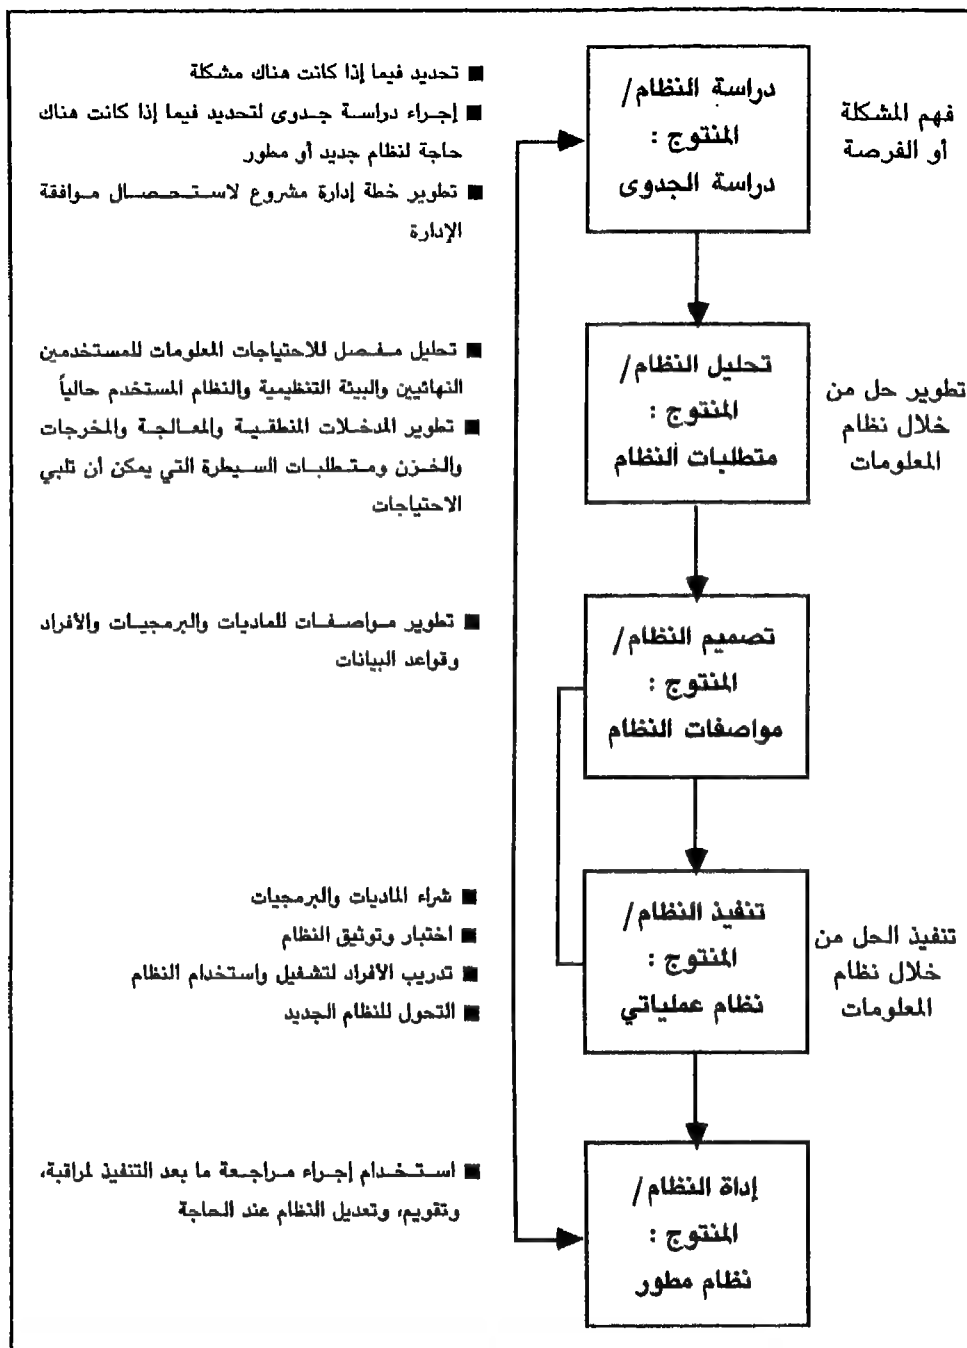 فهم المشكلة
أو الفرصة
دراسة النظام/
المنتوج :
دراسة الجدوى
■ تحديد فيما إذا كانت هناك مشكلة
■ إجراء دراسة جدوى لتحديد فيما إذا كانت هناك
حاجة لنظام جديد أو مطور
■ تطوير خطة إدارة مشروع لاستحصال موافقة
الإدارة
تطوير حل من
خلال نظام
المعلومات
تحليل النظام/
المنتوج :
متطلبات النظام
■ تحليل مفصل للاحتياجات المعلومات للمستخدمين
النهائيين والبيئة التنظيمية والنظام المستخدم حالياً
■ تطوير المدخلات المنطقية والمعالجة والمخرجات
والخزن ومتطلبات السيطرة التي يمكن أن تلبي
الاحتياجات
تصميم النظام/
المنتوج :
مواصفات النظام
■ تطوير مواصفات للماديات والبرمجيات والأفراد
وقواعد البيانات
تنفيذ الحل من
خلال نظام
المعلومات
تنفيذ النظام/
المنتوج :
نظام عملياتي
■ شراء الماديات والبرمجيات
■ اختبار وتوثيق النظام
■ تدريب الأفراد لتشغيل واستخدام النظام
■ التحول للنظام الجديد
إداة النظام/
المنتوج :
نظام مطور
■ استخدام إجراء مراجعة ما بعد التنفيذ لمراقبة،
وتقويم، وتعديل النظام عند الحاجة